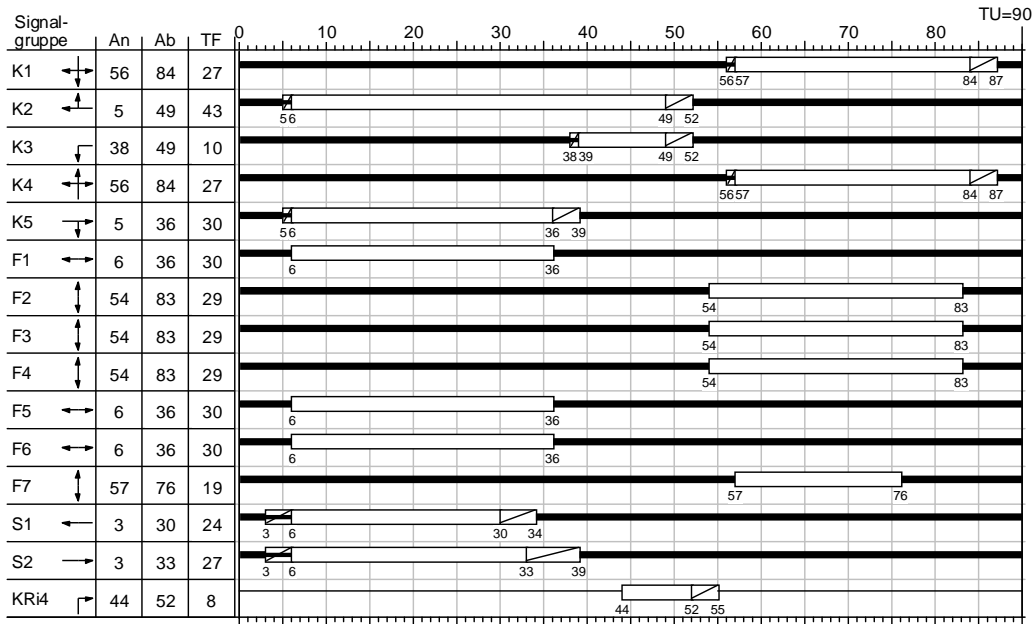 TU=90
Signal-
gruppe An Ab TF 0 10 20 30 40 50 60 70 80
K1 56 84 27
56 57 84 87
K2 5 49 43
5 6 49 52
K3 38 49 10
38 39 49 52
K4 56 84 27
56 57 84 87
K5 5 36 30
5 6 36 39
F1 6 36 30
6 36
F2 54 83 29
54 83
F3 54 83 29
54 83
F4 54 83 29
54 83
F5 6 36 30
6 36
F6 6 36 30
6 36
F7 57 76 19
57 76
S1 3 30 24
3 6 30 34
S2 3 33 27
3 6 33 39
KRi4 44 52 8
44 52 55